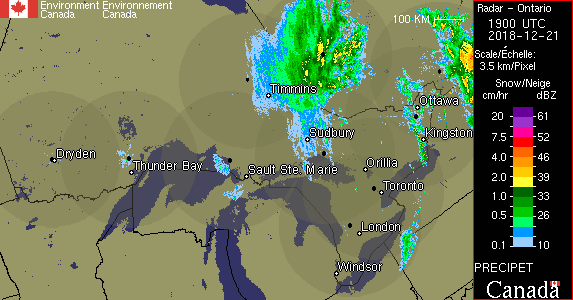 Environment Environnement
Canada Canada
100 KM
Timmins
Ottawa
Sudbury
Kingston
Dryden
Thunder Bay
Sault Ste. Marie
Orillia
Toronto
London
Windsor
Radar - Ontario
1900 UTC
2018-12-21
Scale/Échelle:
3.5 km/Pixel
Snow/Neige
cm/hr dBZ
20 61
7.5 52
4.0 46
2.0 39
1.0 33
0.5 26
0.1 10
PRECIPET
Canada